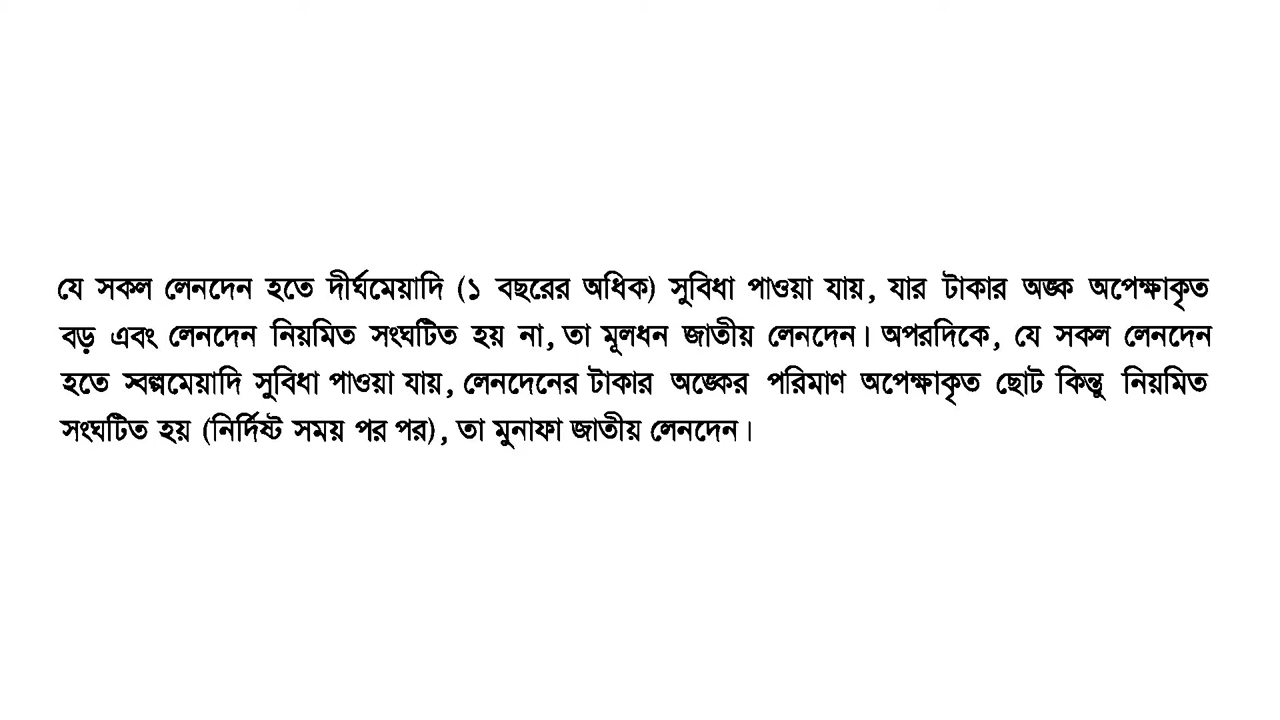 যে সকল লেনদেন হতে দীর্ঘমেয়াদি (১ বছরের অধিক) সুবিধা পাওয়া যায়, যার টাকার অঙ্ক অপেক্ষাকৃত
বড় এবং লেনদেন নিয়মিত সংঘটিত হয় না, তা মূলধন জাতীয় লেনদেন। অপরদিকে, যে সকল লেনদেন
হতে স্বল্পমেয়াদি সুবিধা পাওয়া যায়, লেনদেনের টাকার অঙ্কের পরিমাণ অপেক্ষাকৃত ছোট কিন্তু নিয়মিত
সংঘটিত হয় (নির্দিষ্ট সময় পর পর), তা মুনাফা জাতীয় লেনদেন।